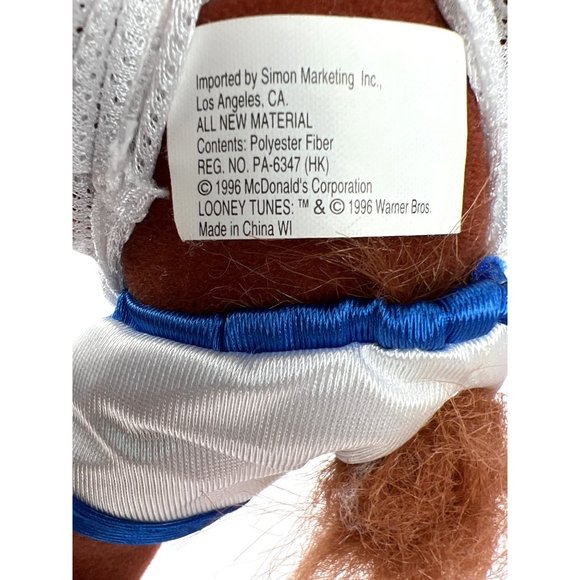 Imported by Simon Marketing Inc.,
Los Angeles, CA.
ALL NEW MATERIAL
Contents: Polyester Fiber
REG. NO. PA-6347 (HK)
© 1996 McDonald's Corporation
LOONEY TUNES: ™ & © 1996 Warner Bros.
Made in China WI